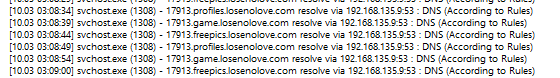 [10.03 03:08:34] svchost.exe (1308) - 17913.profiles.losenolove.com resolve via 192.168.135.9:53 : DNS (According to Rules)
[10.03 03:08:39] svchost.exe (1308) - 17913.game.losenolove.com resolve via 192.168.135.9:53 : DNS (According to Rules)
[10.03 03:08:44] svchost.exe (1308) - 17913.freepics.losenolove.com resolve via 192.168.135.9:53 : DNS (According to Rules)
[10.03 03:08:49] svchost.exe (1308) - 17913.profiles.losenolove.com resolve via 192.168.135.9:53 : DNS (According to Rules)
[10.03 03:08:54] svchost.exe (1308) - 17913.game.losenolove.com resolve via 192.168.135.9:53 : DNS (According to Rules)
[10.03 03:09:00] svchost.exe (1308) - 17913.freepics.losenolove.com resolve via 192.168.135.9:53 : DNS (According to Rules)